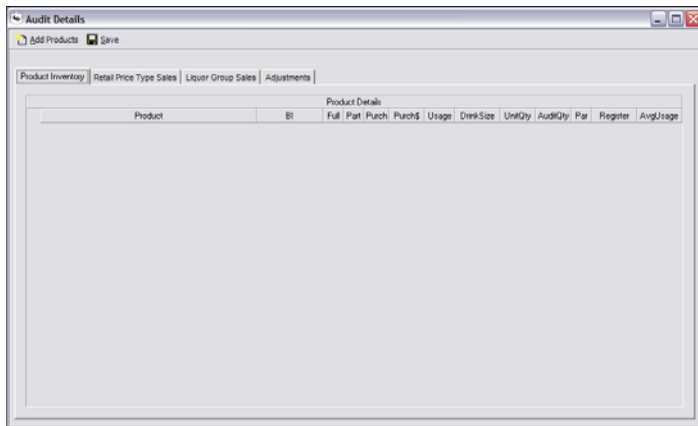 Audit Details
Add Products Save
Product Inventory Retail Price Type Sales Liquor Group Sales Adjustments
Product Details
Product BI Full Part Purch Purch$ Usage DrinkSize UnitQty AuditQty Par Register AvgUsage